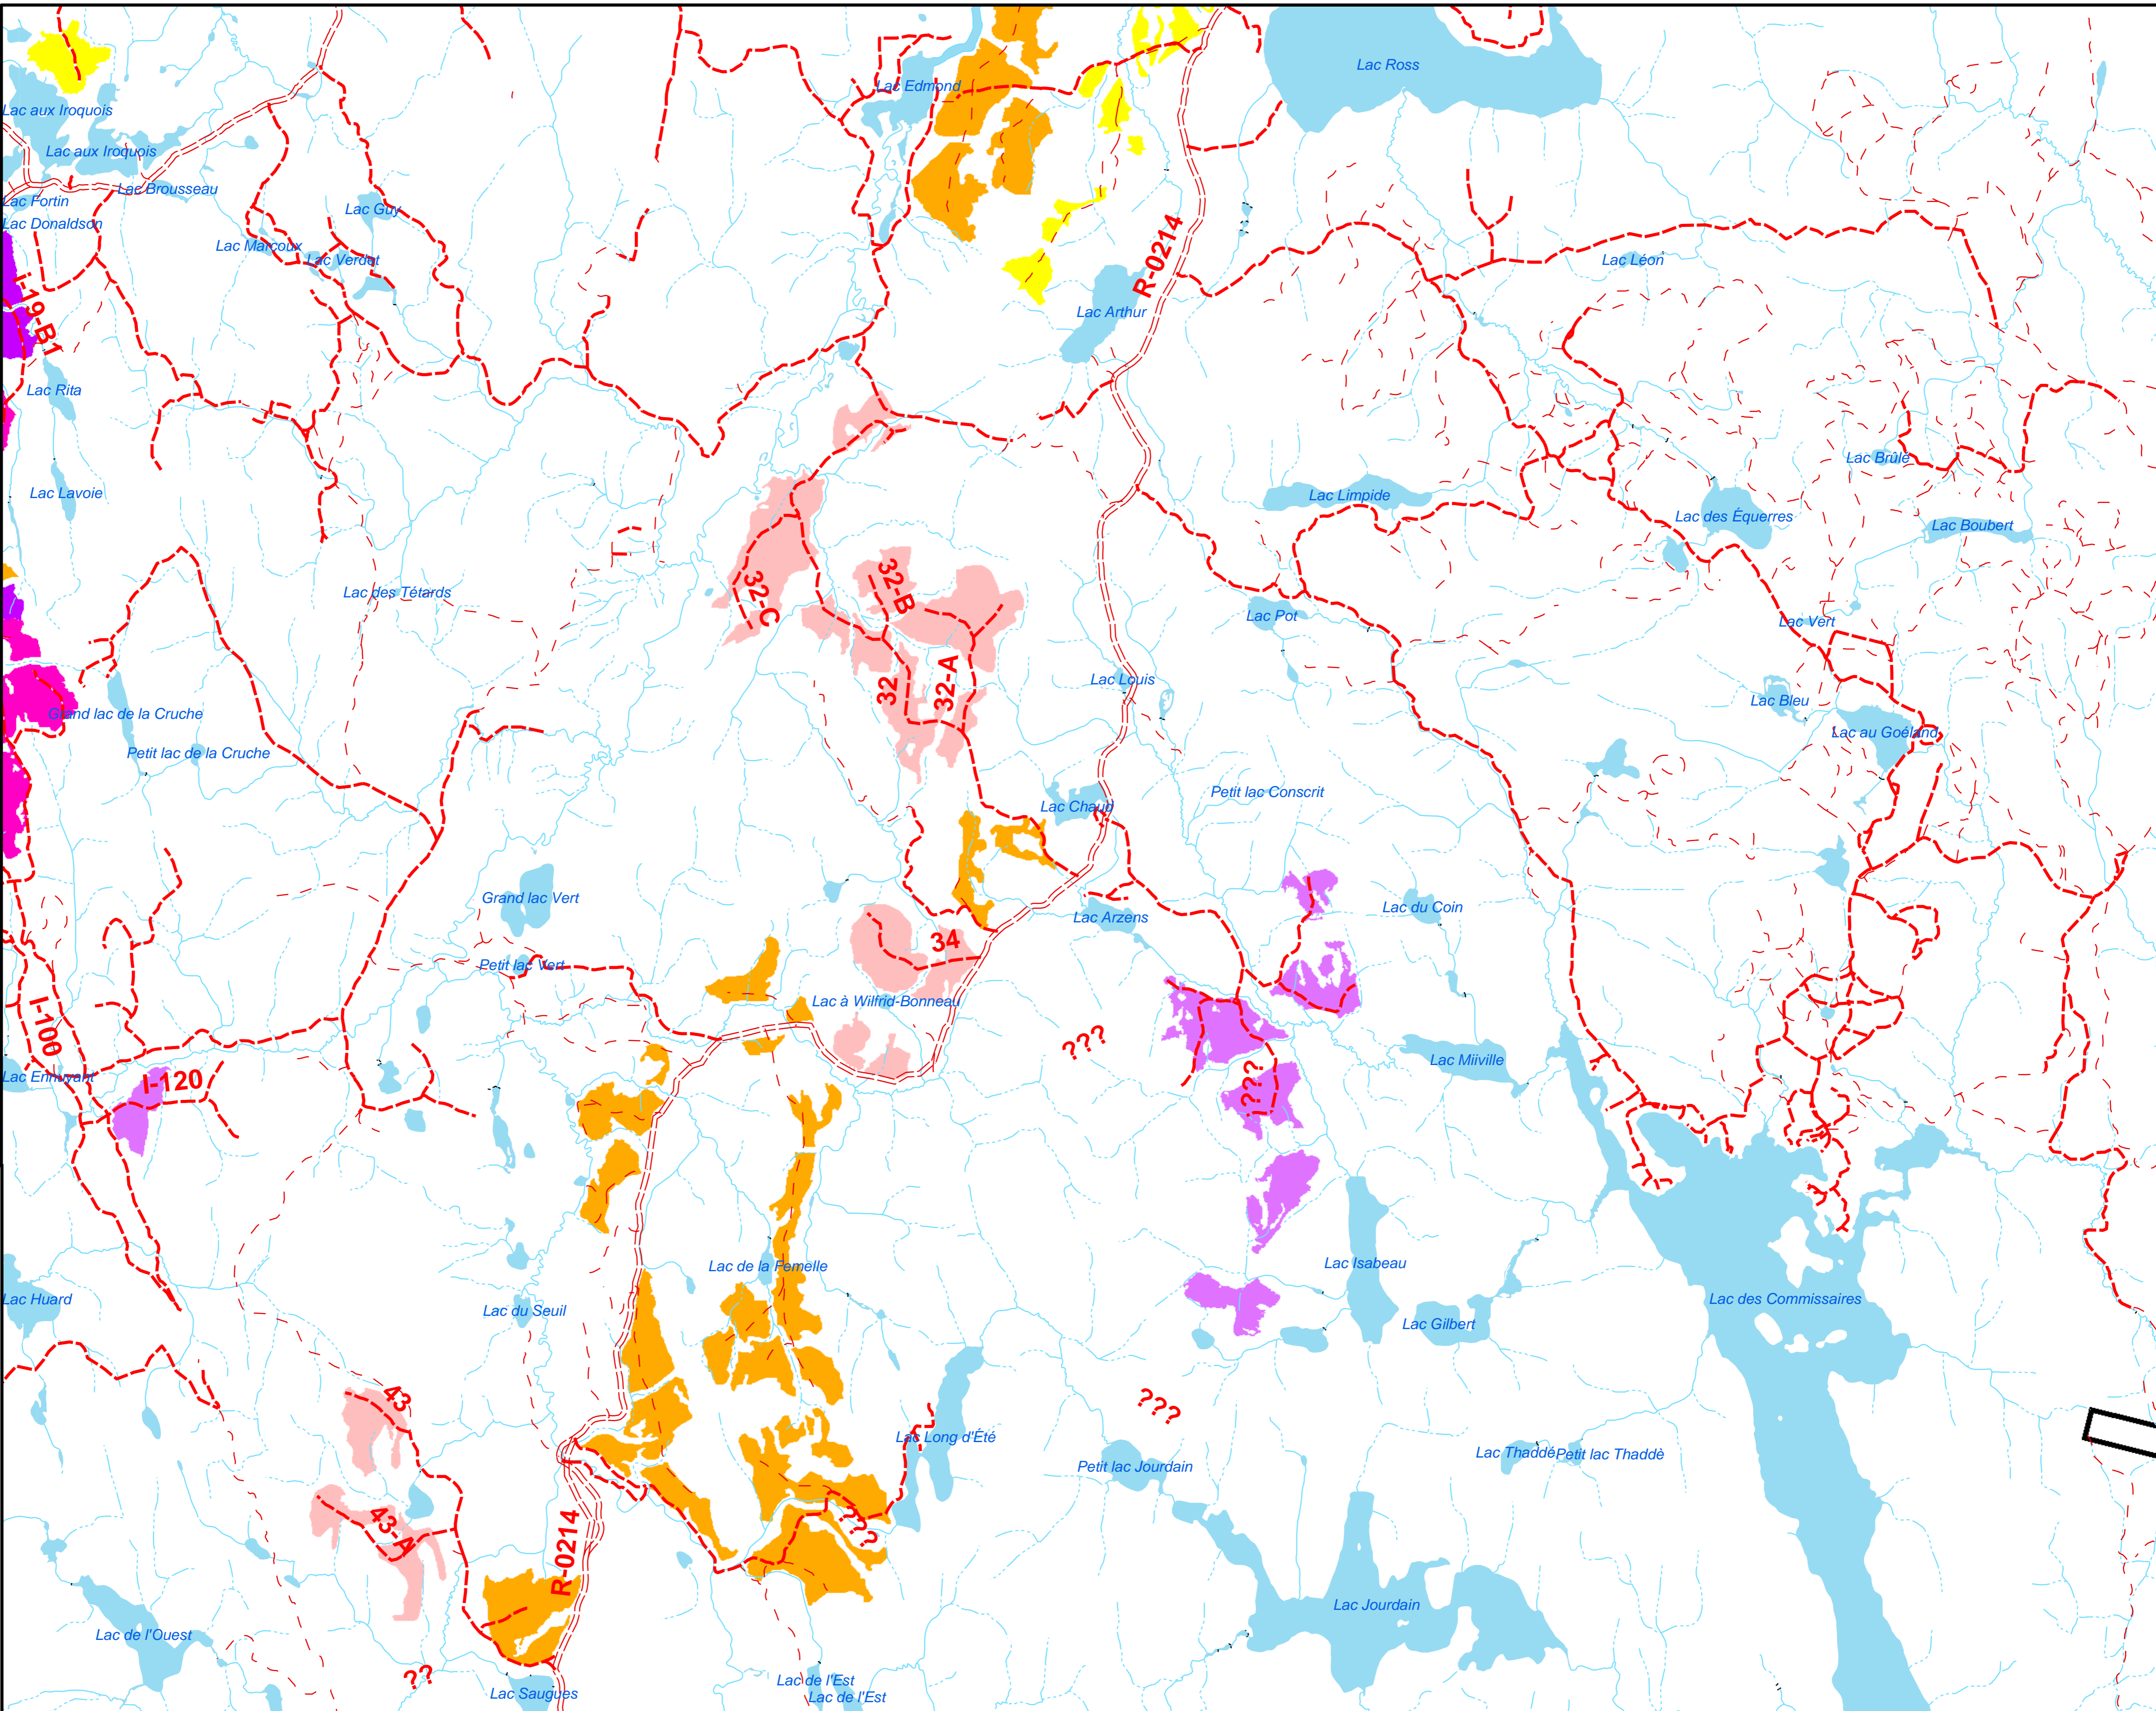 Lac Ross
Lac Edmond
Lac aux Iroquois
Lac aux Iroquois
Lac Brousseau
Lac Fortin
Lac Guy
Lac Donaldson
Lac Marcoux
Lac Verdet
R-0214
Lac Léon
I-19-B1
Lac Arthur
Lac Rita
Lac Brûlé
Lac Lavoie
Lac Limpide
Lac des Équerres
Lac Boubert
T
Lac des Tétards
32-C
32-B
Lac Pot
Lac Vert
32
32-A
Lac Louis
Lac Bleu
Grand lac de la Cruche
Lac au Goéland
Petit lac de la Cruche
Petit lac Conscrit
Lac Chaud
Grand lac Vert
Lac du Coin
Lac Arzens
34
Petit lac Vert
Lac à Wilfrid-Bonneau
I-100
???
Lac Miiville
Lac Ennuyant
I-120
???
Lac de la Femelle
Lac Isabeau
Lac Huard
Lac du Seuil
Lac des Commissaires
Lac Gilbert
43
???
Lac Long d'Été
Lac Thaddé
Petit lac Thaddè
Petit lac Jourdain
43-A
R-0214
???
Lac Jourdain
Lac de l'Ouest
??
Lac Saugues
Lac de l'Est
Lac de l'Est